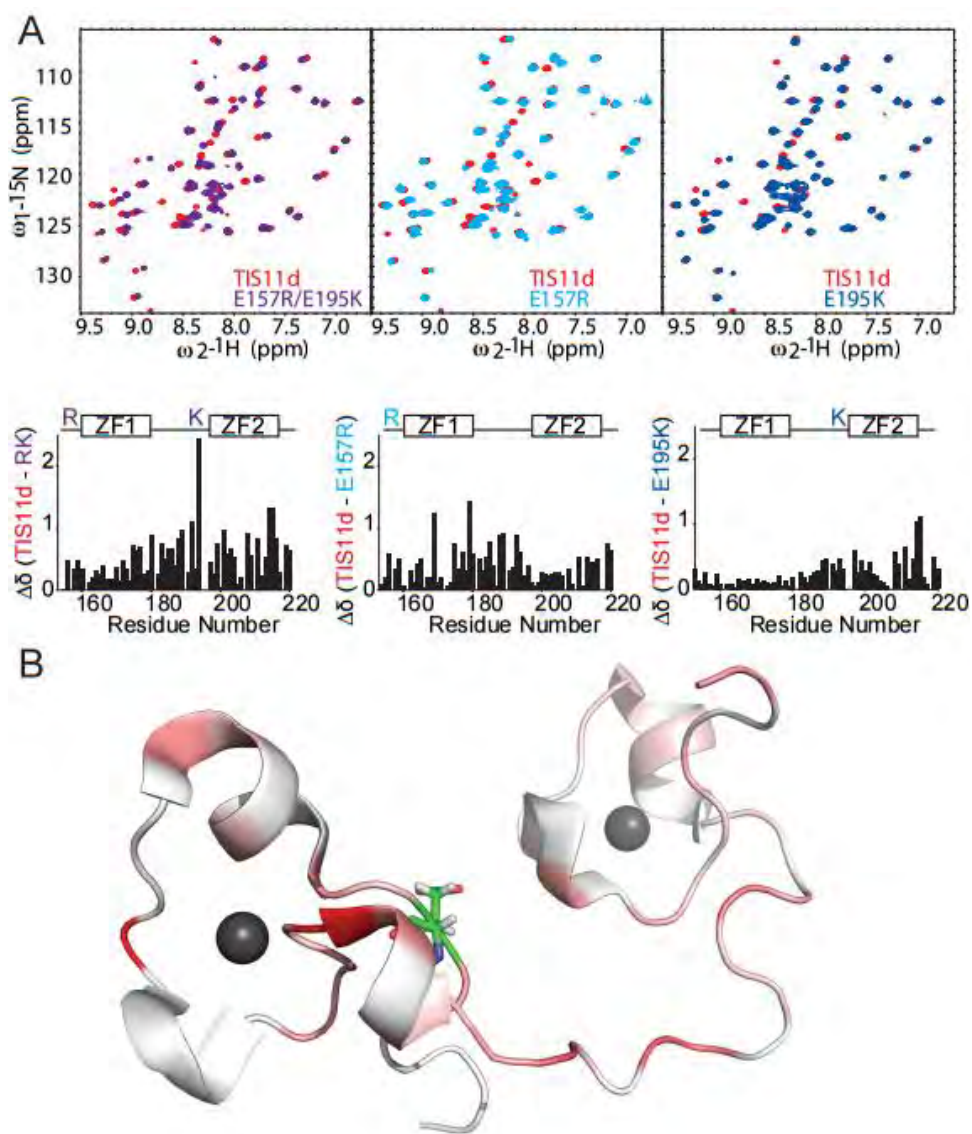 A
ω1-15N (ppm)
110
115
120
125
130
TIS11d
E157R/E195K
TIS11d
E157R
TIS11d
E195K
9.5 9.0 8.5 8.0 7.5 7.0
9.5 9.0 8.5 8.0 7.5 7.0
9.5 9.0 8.5 8.0 7.5 7.0
ω2-1H (ppm)
ω2-1H (ppm)
ω2-1H (ppm)
R ZF1 K ZF2
R ZF1 ZF2
ZF1 K ZF2
Δδ (TIS11d - RK)
2
1
0
160 180 200 220
Residue Number
Δδ (TIS11d - E157R)
2
1
0
160 180 200 220
Residue Number
Δδ (TIS11d - E195K)
2
1
0
160 180 200 220
Residue Number
B